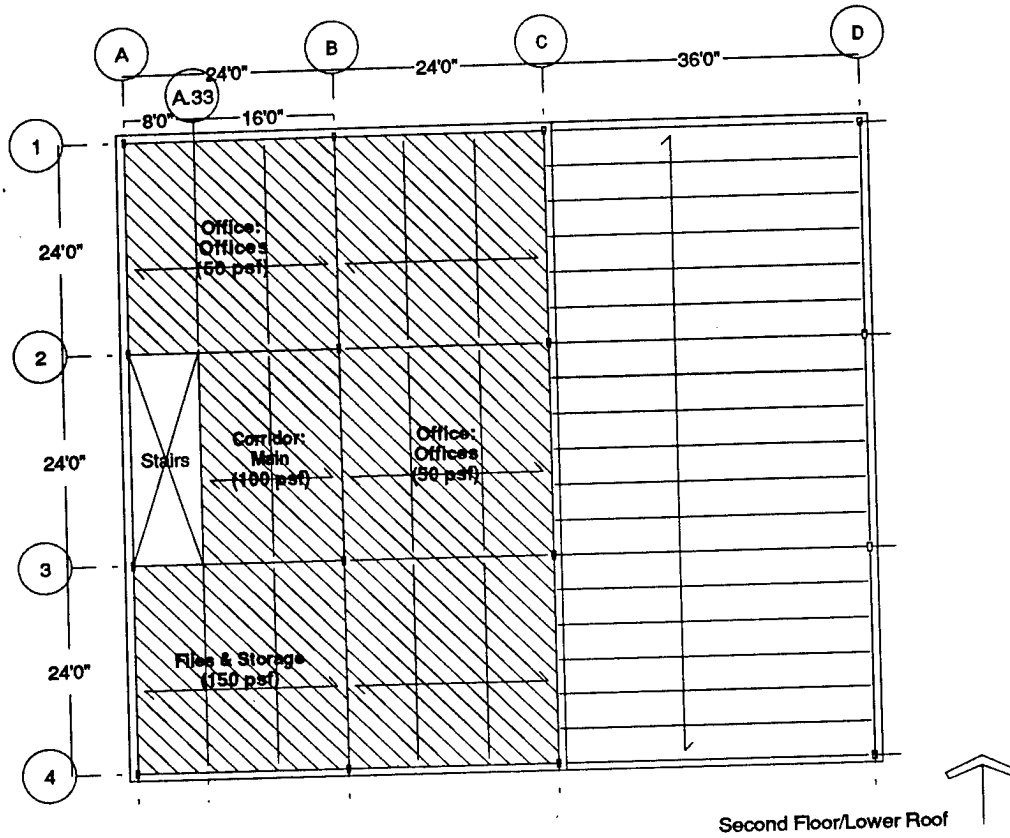 A
B
C
D
24'0"
24'0"
36'0"
A.33
8'0"
16'0"
1
24'0"
Office:
Offices
(50 psf)
2
24'0"
Stairs
Corridor:
Main
(100 psf)
Office:
Offices
(50 psf)
3
24'0"
Files & Storage
(150 psf)
4
Second Floor/Lower Roof